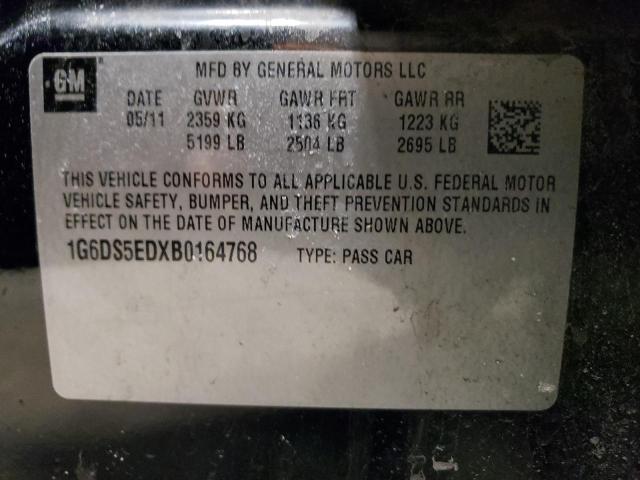 GM
MFD BY GENERAL MOTORS LLC
DATE GVWR GAWR FRT GAWR RR
05/11 2359 KG 1136 KG 1223 KG
5199 LB 2504 LB 2695 LB
THIS VEHICLE CONFORMS TO ALL APPLICABLE U.S. FEDERAL MOTOR
VEHICLE SAFETY, BUMPER, AND THEFT PREVENTION STANDARDS IN
EFFECT ON THE DATE OF MANUFACTURE SHOWN ABOVE.
1G6DS5EDXB0164768 TYPE: PASS CAR